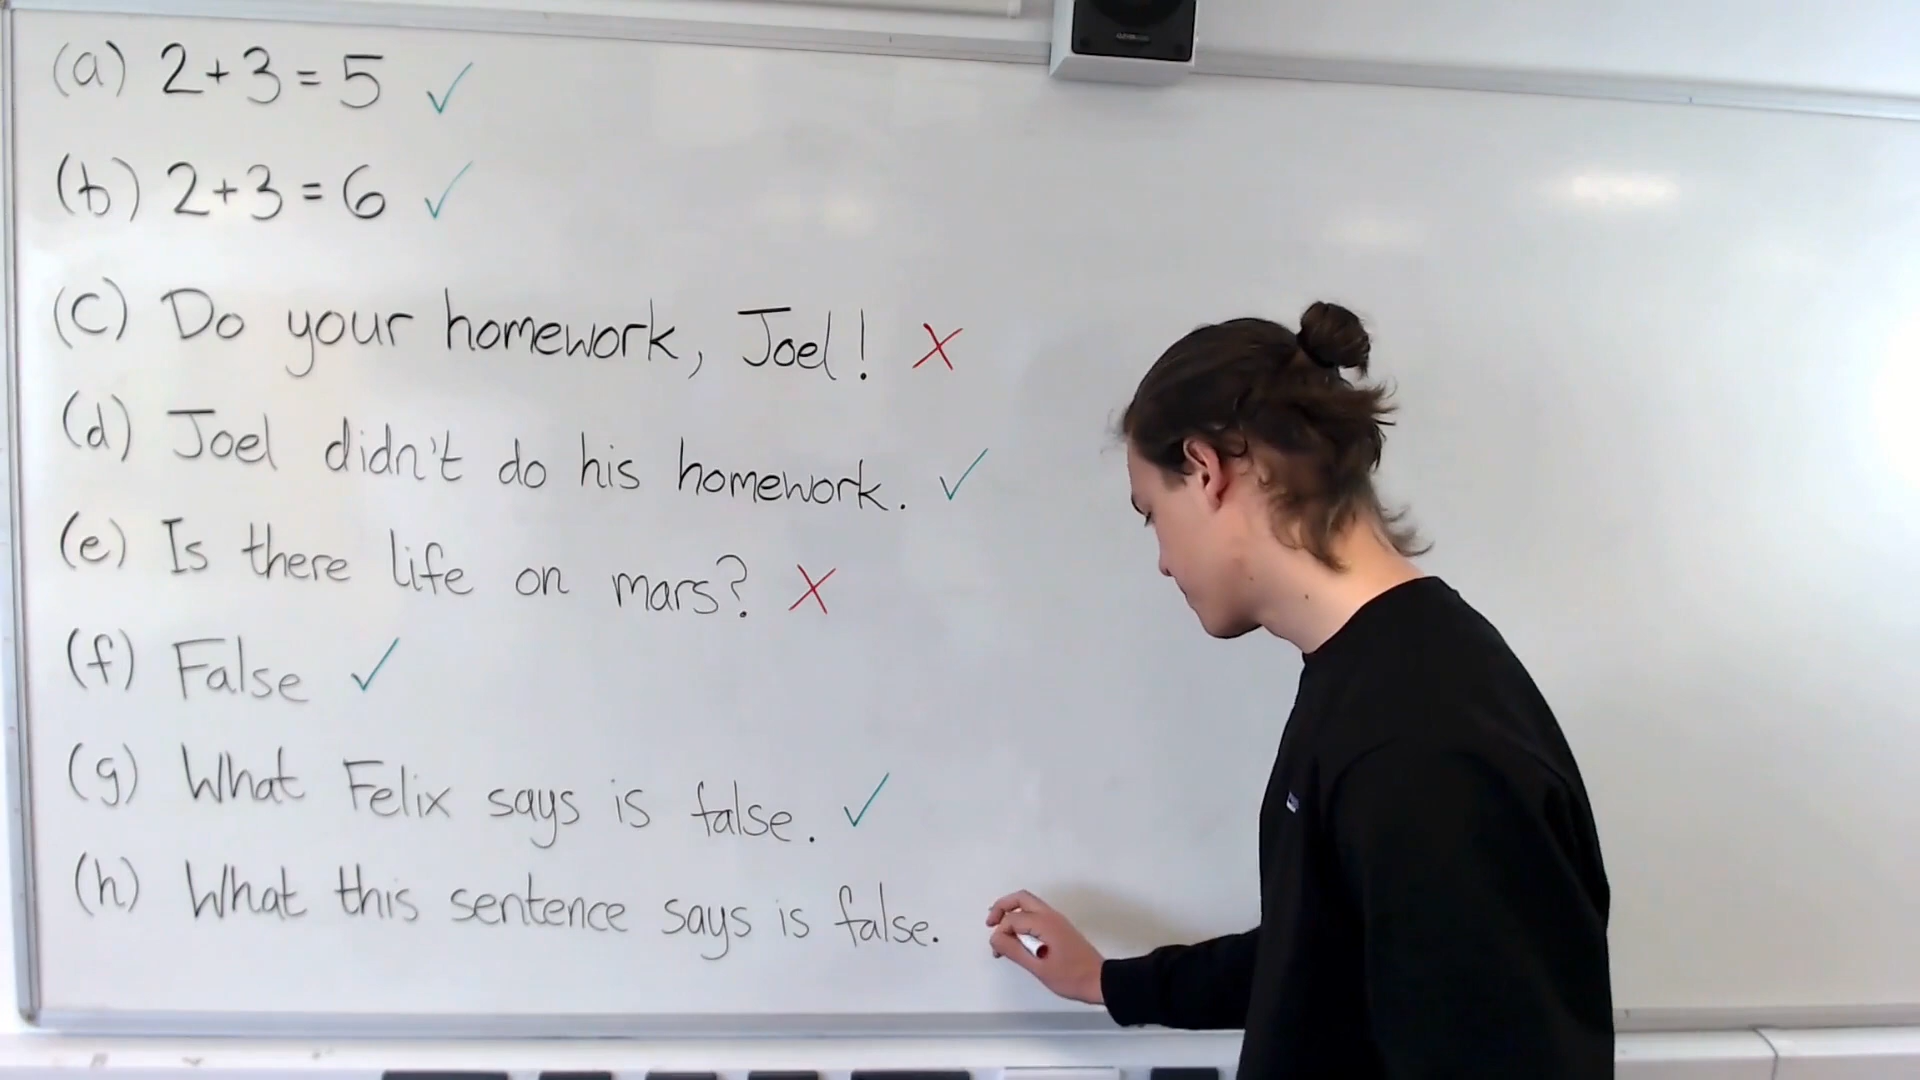 (a) 2+3=5 ✓
(b) 2+3=6 ✓
(c) Do your homework, Joel! X
(d) Joel didn't do his homework. ✓
(e) Is there life on mars? X
(f) False ✓
(g) What Felix says is false. ✓
(h) What this sentence says is false.